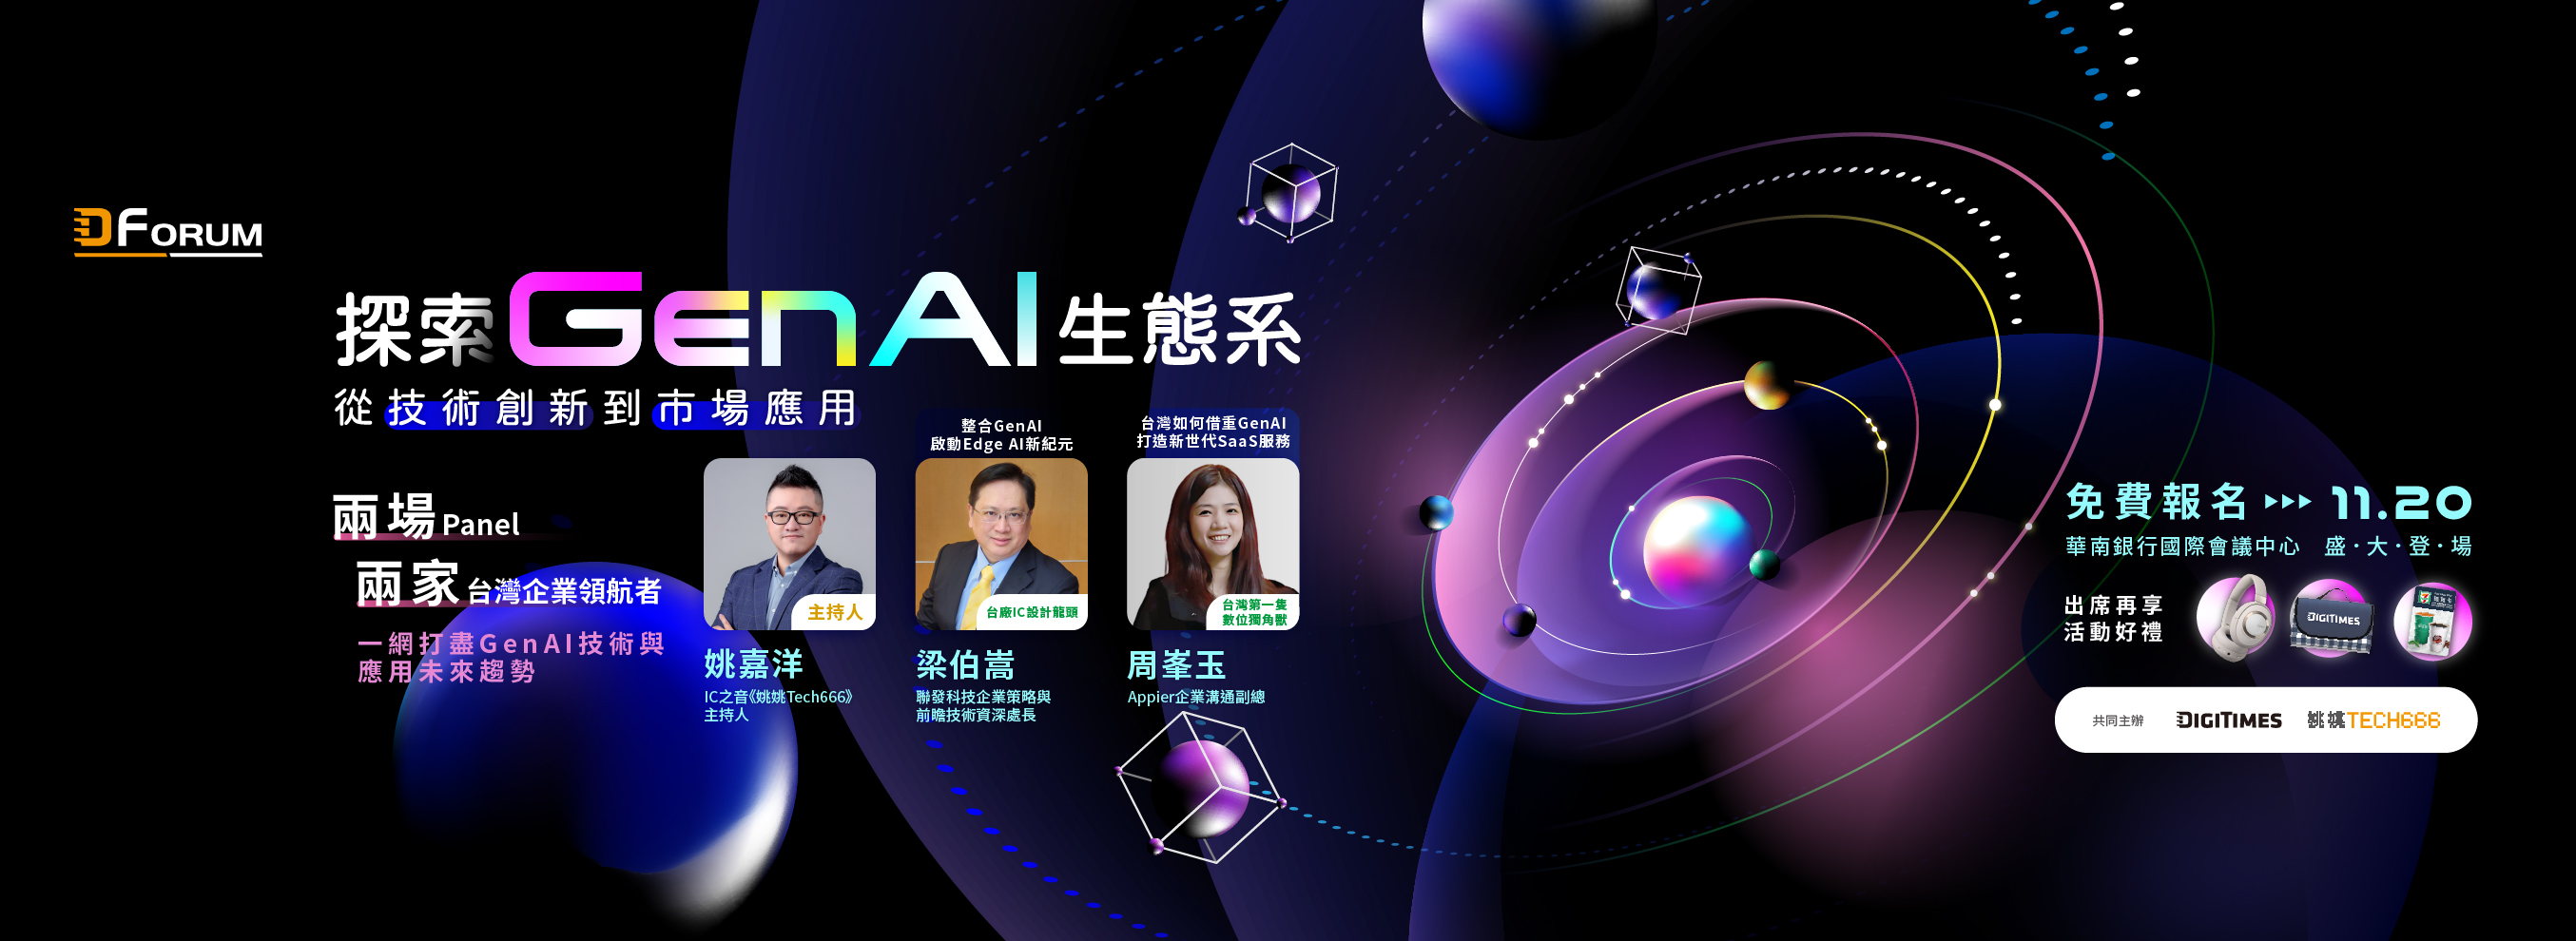 DFORUM
探索GenAI生態系
從技術創新到市場應用
兩場Panel
兩家台灣企業領航者
一網打盡GenAI技術與
應用未來趨勢
主持人
姚嘉洋
IC之音《姚姚Tech666》
主持人
整合GenAI
啟動Edge AI新紀元
台廠IC設計龍頭
梁伯嵩
聯發科技企業策略與
前瞻技術資深處長
台灣如何借重GenAI
打造新世代SaaS服務
台灣第一隻
數位獨角獸
周峯玉
Appier企業溝通副總
免費報名 ▸▸▸ 11.20
華南銀行國際會議中心 盛·大·登·場
出席再享
活動好禮
DIGITIMES
共同主辦 DIGITIMES 姚姚TECH666